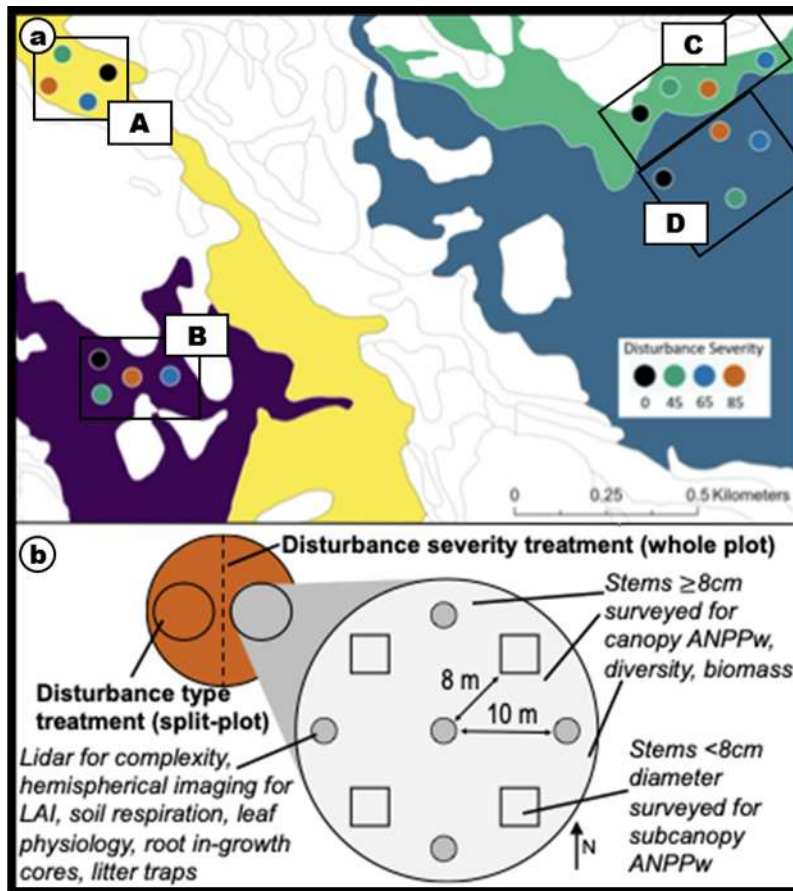 a
A
B
C
D
Disturbance Severity
0 45 65 85
0 0.25 0.5 Kilometers
b
Disturbance severity treatment (whole plot)
Disturbance type
treatment (split-plot)
Lidar for complexity,
hemispherical imaging for
LAI, soil respiration, leaf
physiology, root in-growth
cores, litter traps
8 m
10 m
Stems ≥8cm
surveyed for
canopy ANPPw,
diversity, biomass
Stems <8cm
diameter
surveyed for
subcanopy
ANPPw
N